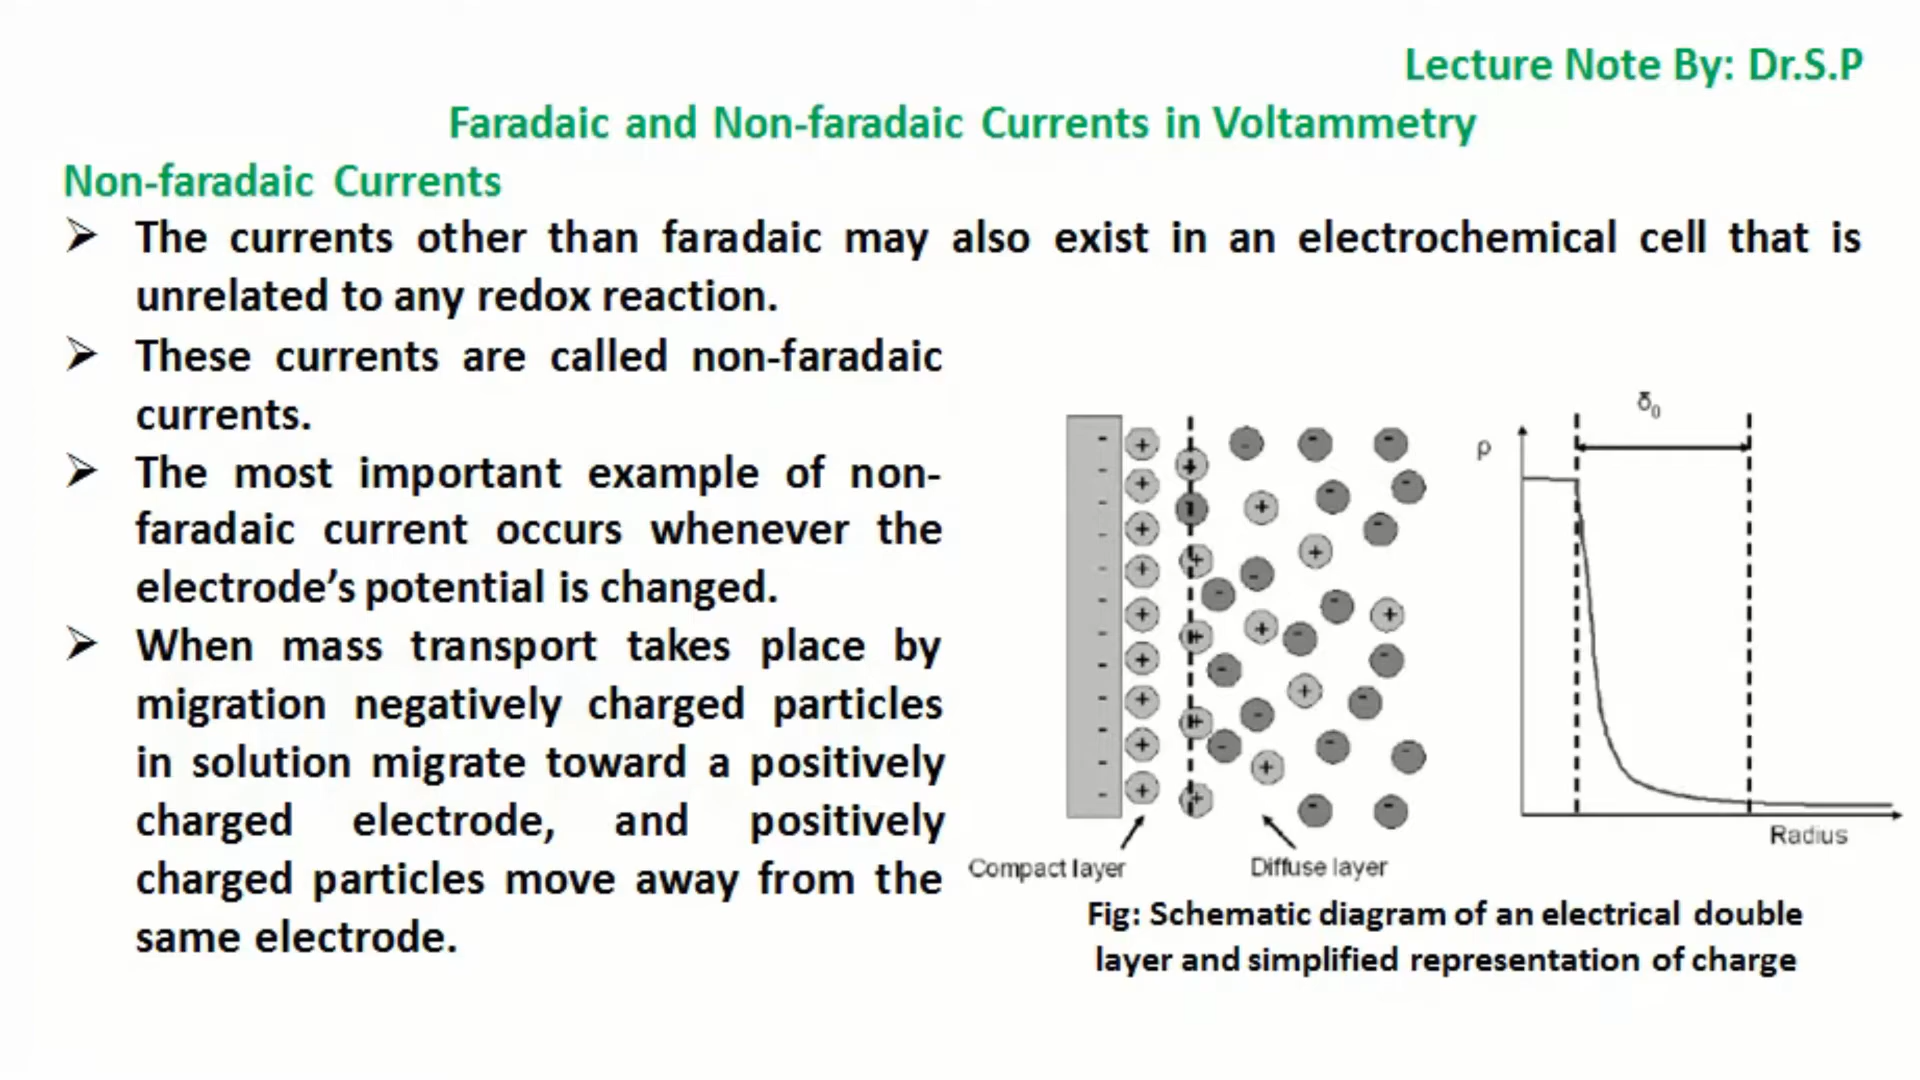 Lecture Note By: Dr.S.P
Faradaic and Non-faradaic Currents in Voltammetry
Non-faradaic Currents
➢ The currents other than faradaic may also exist in an electrochemical cell that is
unrelated to any redox reaction.
➢ These currents are called non-faradaic
currents.
➢ The most important example of non-
faradaic current occurs whenever the
electrode’s potential is changed.
➢ When mass transport takes place by
migration negatively charged particles
in solution migrate toward a positively
charged electrode, and positively
charged particles move away from the
same electrode.
δ₀
ρ
Radius
Compact layer
Diffuse layer
Fig: Schematic diagram of an electrical double
layer and simplified representation of charge